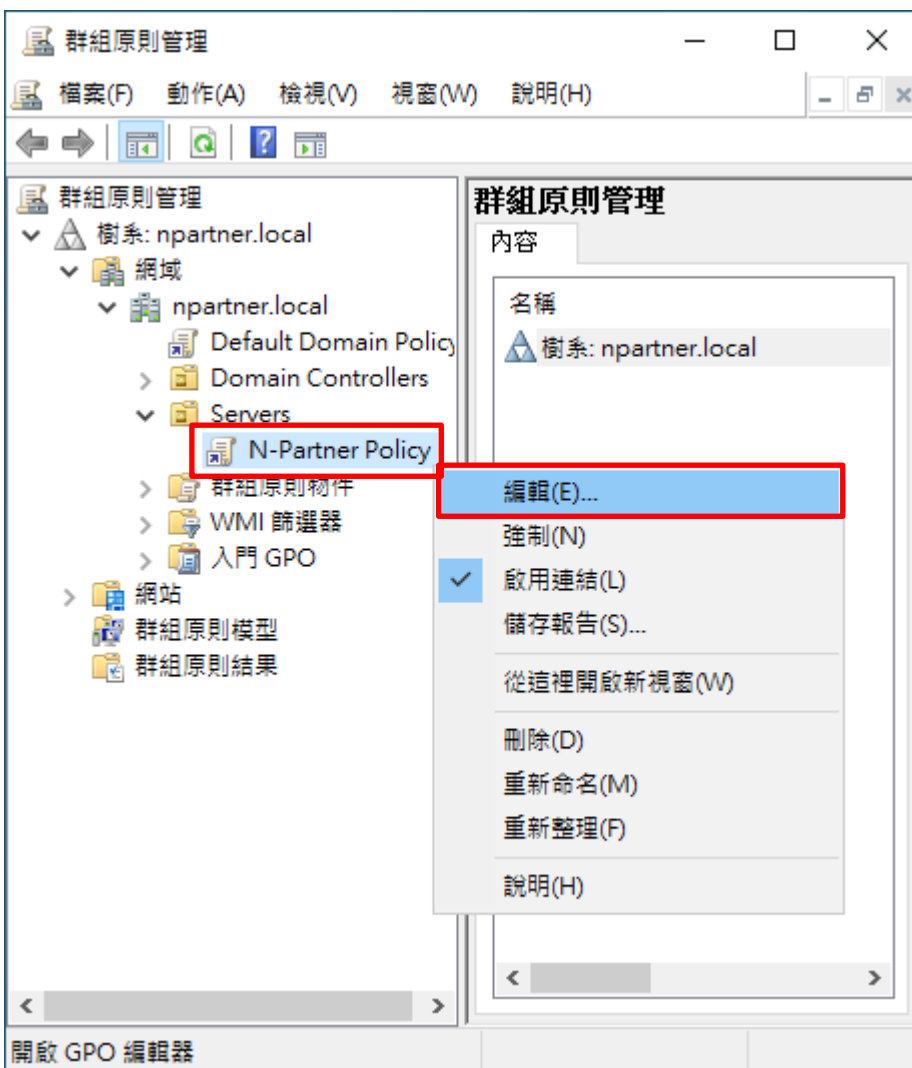 群組原則管理
檔案(F) 動作(A) 檢視(V) 視窗(W) 說明(H)
群組原則管理
樹系: npartner.local
網域
npartner.local
Default Domain Policy
Domain Controllers
Servers
N-Partner Policy
群組原則物件
WMI 篩選器
入門 GPO
網站
群組原則模型
群組原則結果
群組原則管理
內容
名稱
樹系: npartner.local
編輯(E)...
強制(N)
啟用連結(L)
儲存報告(S)...
從這裡開啟新視窗(W)
刪除(D)
重新命名(M)
重新整理(F)
說明(H)
開啟 GPO 編輯器